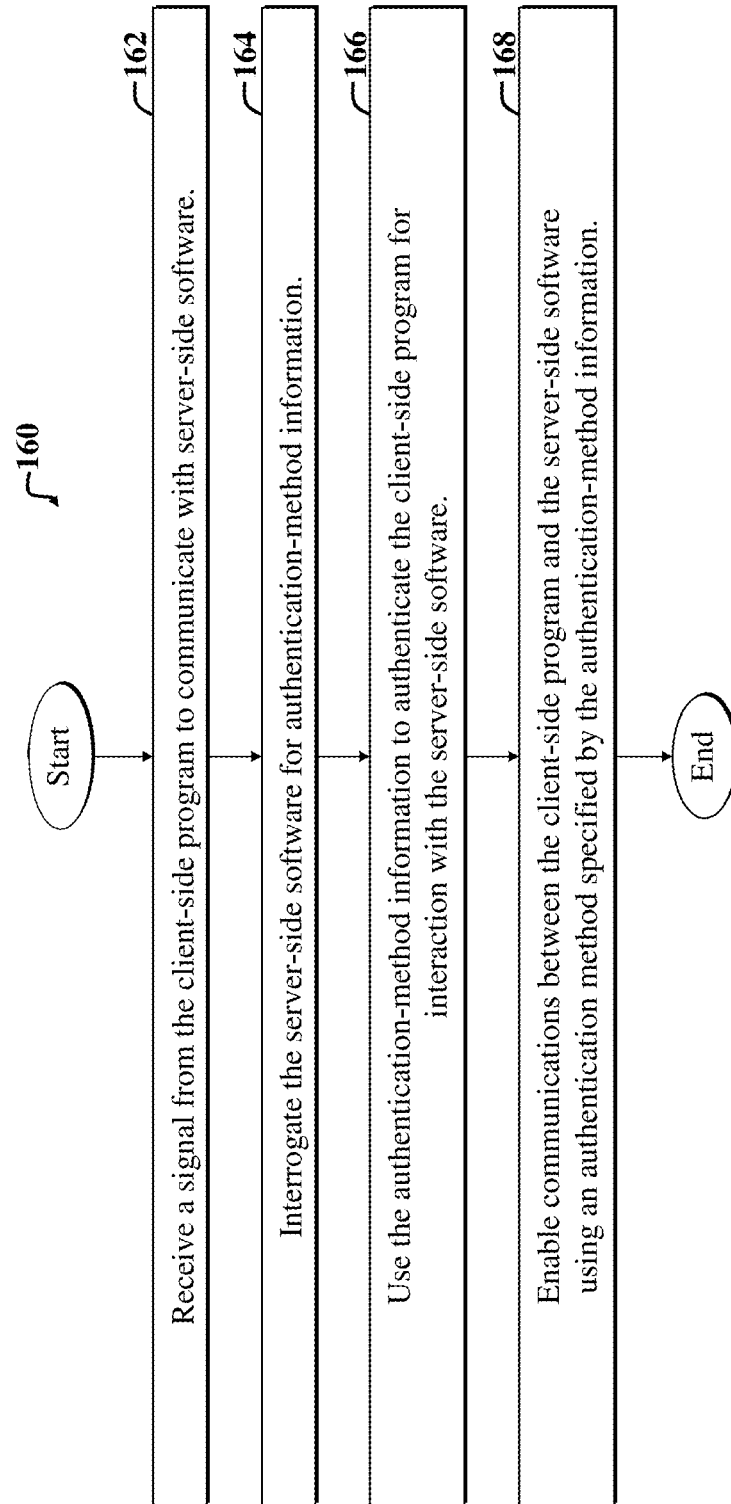 160
Start
162
Receive a signal from the client-side program to communicate with server-side software.
164
Interrogate the server-side software for authentication-method information.
166
Use the authentication-method information to authenticate the client-side program for
interaction with the server-side software.
168
Enable communications between the client-side program and the server-side software
using an authentication method specified by the authentication-method information.
End